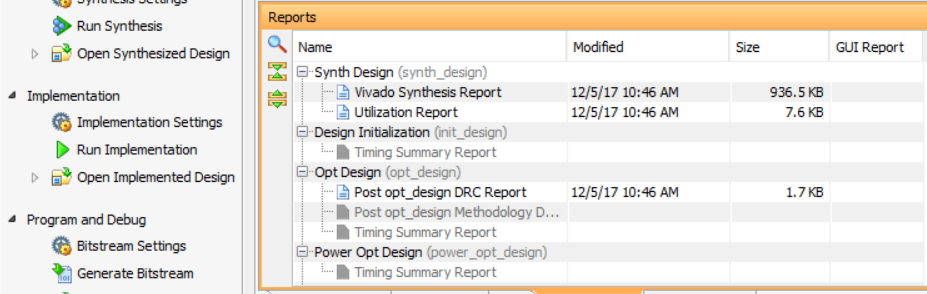 Synthesis Settings
Run Synthesis
Open Synthesized Design
Implementation
Implementation Settings
Run Implementation
Open Implemented Design
Program and Debug
Bitstream Settings
Generate Bitstream
Reports
Name Modified Size GUI Report
Synth Design (synth_design)
Vivado Synthesis Report 12/5/17 10:46 AM 936.5 KB
Utilization Report 12/5/17 10:46 AM 7.6 KB
Design Initialization (init_design)
Timing Summary Report
Opt Design (opt_design)
Post opt_design DRC Report 12/5/17 10:46 AM 1.7 KB
Post opt_design Methodology D...
Timing Summary Report
Power Opt Design (power_opt_design)
Timing Summary Report